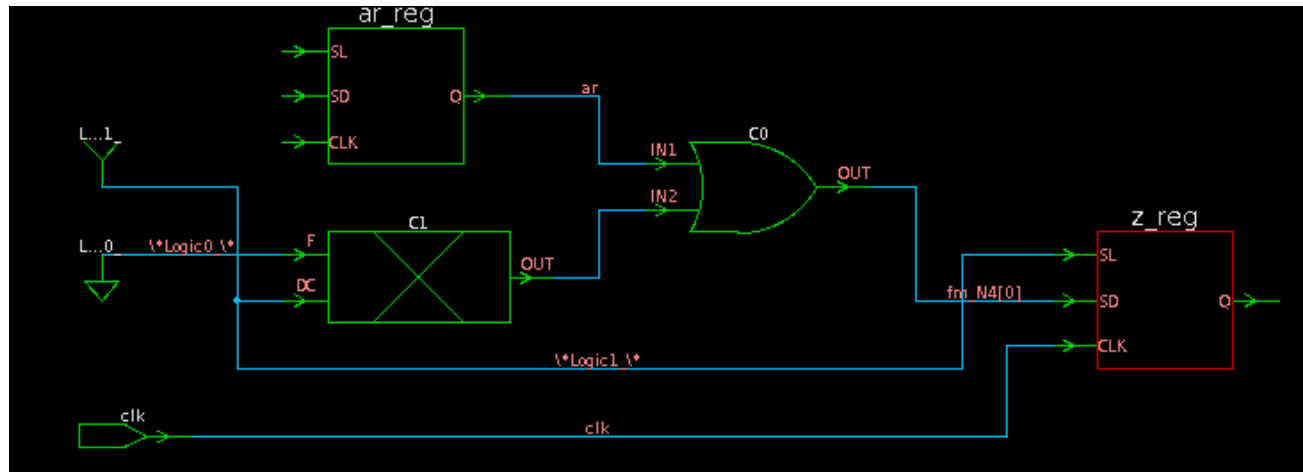 ar_reg
SL
SD
Q
CLK
ar
L...1_
C0
IN1
IN2
OUT
z_reg
L...0_
\*Logic0_\*
C1
F
DC
OUT
SL
fm_N4[0]
SD
Q
CLK
\*Logic1_\*
clk
clk